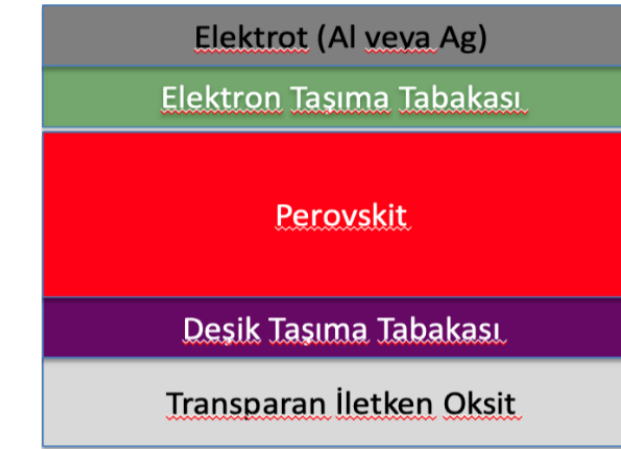 Elektrot (Al veya Ag)
Elektron Taşıma Tabakası
Perovskit
Deşik Taşıma Tabakası
Transparan İletken Oksit